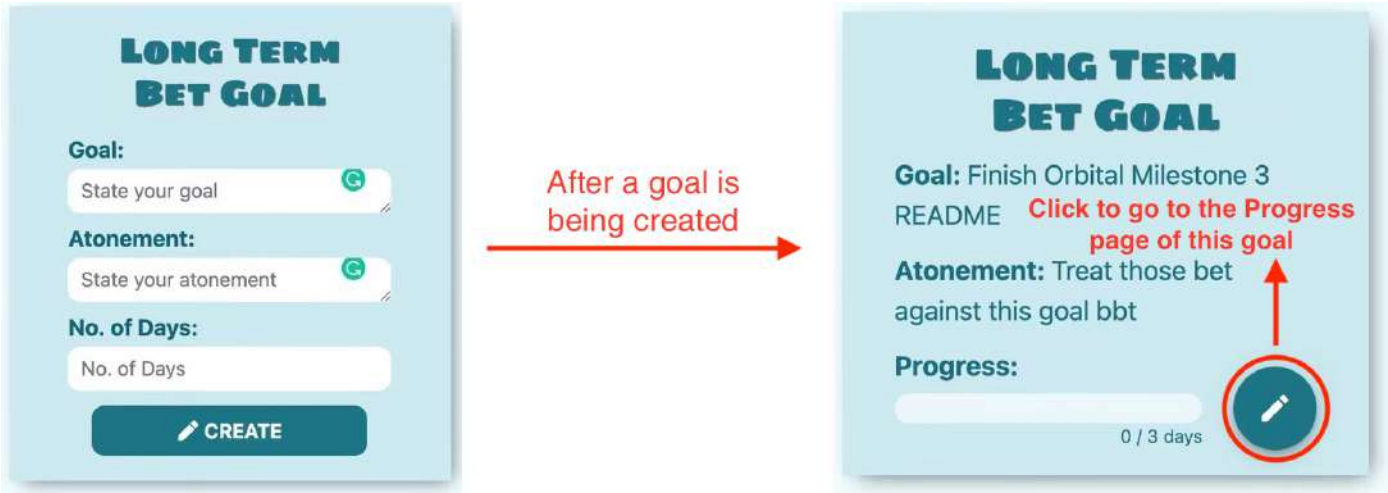 LONG TERM
BET GOAL
Goal:
State your goal
Atonement:
State your atonement
No. of Days:
No. of Days
CREATE
After a goal is
being created
LONG TERM
BET GOAL
Goal: Finish Orbital Milestone 3
README
Click to go to the Progress
page of this goal
Atonement: Treat those bet
against this goal bbt
Progress:
0 / 3 days